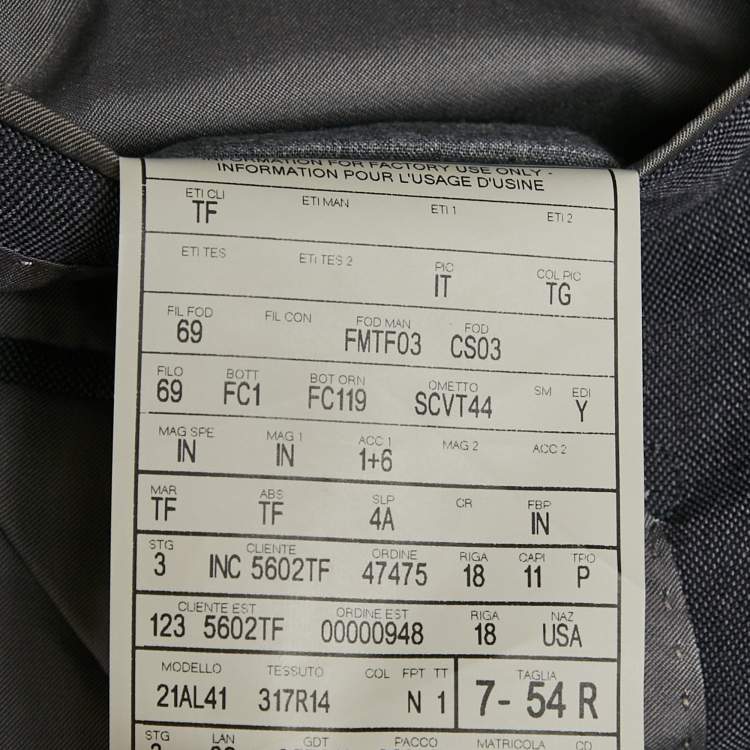 INFORMATION FOR FACTORY USE ONLY -
INFORMATION POUR L'USAGE D'USINE
ETI CLI ETI MAN ETI 1 ETI 2
TF
ETI TES ETI TES 2 PIC COL PIC
IT TG
FIL FOD FIL CON FOD MAN FOD
69 FMTF03 CS03
FILO BOTT BOT ORN OMETTO SM EDI
69 FC1 FC119 SCVT44 Y
MAG SPE MAG 1 ACC 1 MAG 2 ACC 2
IN IN 1+6
MAR ABS SLP CR FBP
TF TF 4A IN
STG CLIENTE ORDINE RIGA CAPI TPO
3 INC 5602TF 47475 18 11 P
CLIENTE EST ORDINE EST RIGA NAZ
123 5602TF 00000948 18 USA
MODELLO TESSUTO COL FPT TT TAGLIA
21AL41 317R14 N 1 7- 54 R
STG LAN GDT PACCO MATRICOLA CD